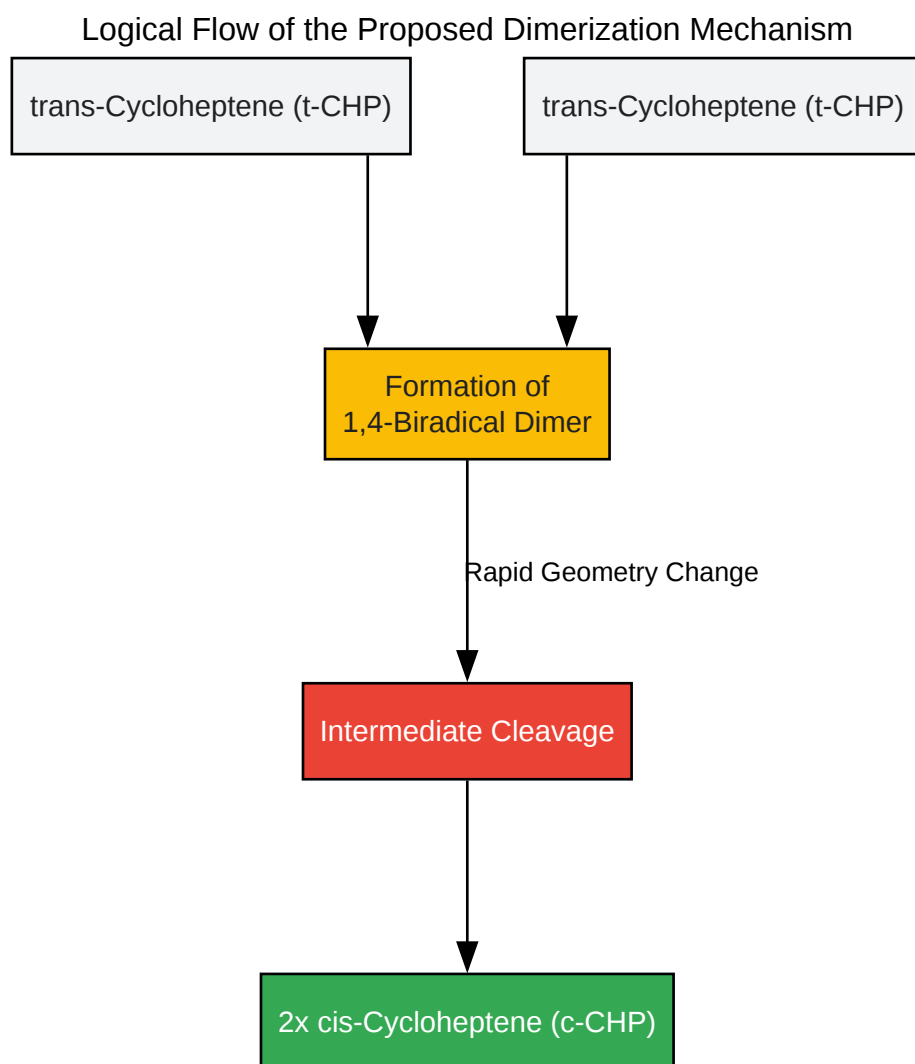 Logical Flow of the Proposed Dimerization Mechanism
trans-Cycloheptene (t-CHP)
trans-Cycloheptene (t-CHP)
Formation of
1,4-Biradical Dimer
Rapid Geometry Change
Intermediate Cleavage
2x cis-Cycloheptene (c-CHP)